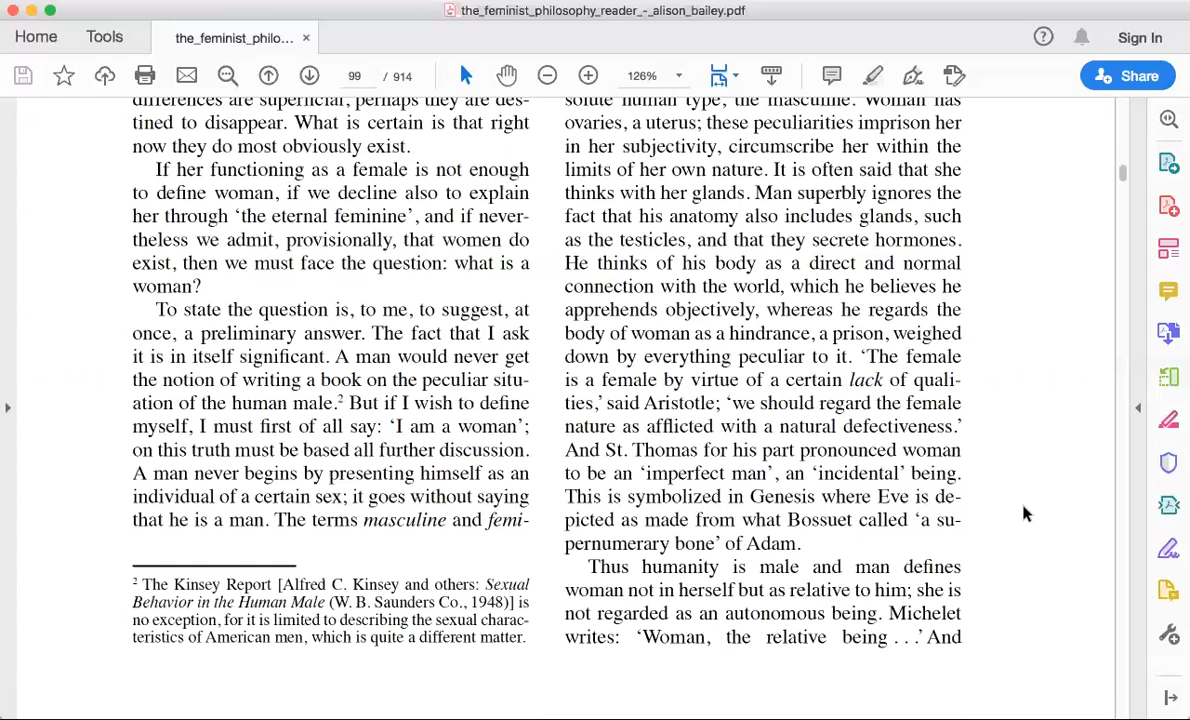 the_feminist_philosophy_reader_-_alison_bailey.pdf
Home
Tools
the_feminist_philo...
×
Sign In
99
/ 914
126%
Share
differences are superficial, perhaps they are des-
tined to disappear. What is certain is that right
now they do most obviously exist.
If her functioning as a female is not enough
to define woman, if we decline also to explain
her through ‘the eternal feminine’, and if never-
theless we admit, provisionally, that women do
exist, then we must face the question: what is a
woman?
To state the question is, to me, to suggest, at
once, a preliminary answer. The fact that I ask
it is in itself significant. A man would never get
the notion of writing a book on the peculiar situ-
ation of the human male.² But if I wish to define
myself, I must first of all say: ‘I am a woman’;
on this truth must be based all further discussion.
A man never begins by presenting himself as an
individual of a certain sex; it goes without saying
that he is a man. The terms masculine and femi-
² The Kinsey Report [Alfred C. Kinsey and others: Sexual
Behavior in the Human Male (W. B. Saunders Co., 1948)] is
no exception, for it is limited to describing the sexual charac-
teristics of American men, which is quite a different matter.
solute human type, the masculine. Woman has
ovaries, a uterus; these peculiarities imprison her
in her subjectivity, circumscribe her within the
limits of her own nature. It is often said that she
thinks with her glands. Man superbly ignores the
fact that his anatomy also includes glands, such
as the testicles, and that they secrete hormones.
He thinks of his body as a direct and normal
connection with the world, which he believes he
apprehends objectively, whereas he regards the
body of woman as a hindrance, a prison, weighed
down by everything peculiar to it. ‘The female
is a female by virtue of a certain lack of quali-
ties,’ said Aristotle; ‘we should regard the female
nature as afflicted with a natural defectiveness.’
And St. Thomas for his part pronounced woman
to be an ‘imperfect man’, an ‘incidental’ being.
This is symbolized in Genesis where Eve is de-
picted as made from what Bossuet called ‘a su-
pernumerary bone’ of Adam.
Thus humanity is male and man defines
woman not in herself but as relative to him; she is
not regarded as an autonomous being. Michelet
writes: ‘Woman, the relative being . . .’ And